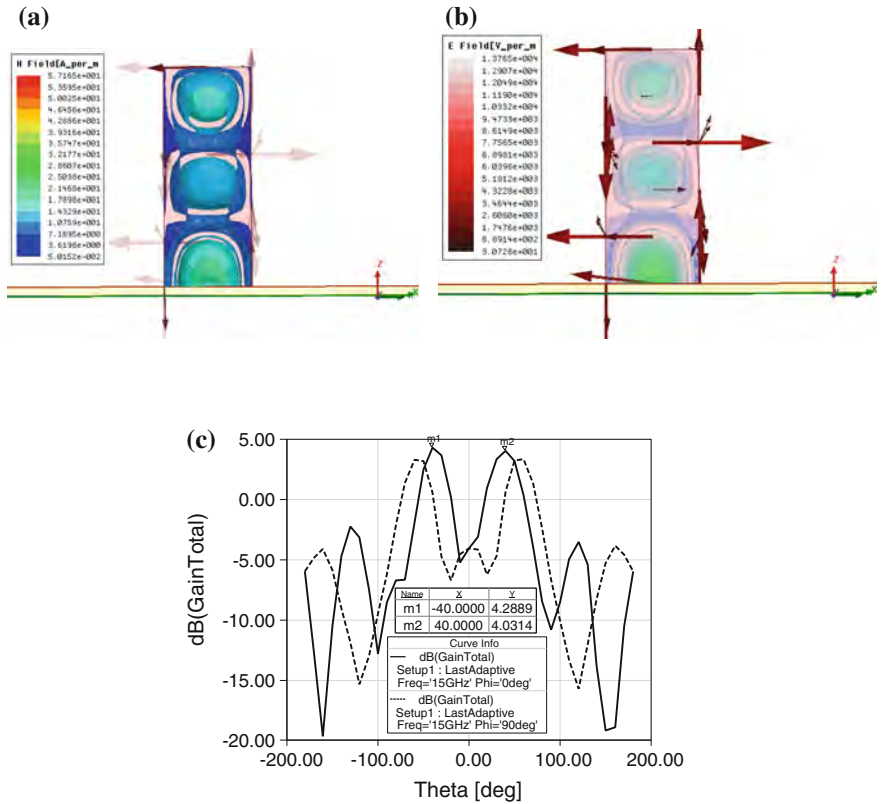 (a)
H Field[A_per_m
5.7165e+001
5.3595e+001
5.0025e+001
4.6456e+001
4.2886e+001
3.9316e+001
3.5747e+001
3.2177e+001
2.8607e+001
2.5038e+001
2.1468e+001
1.7898e+001
1.4329e+001
1.0759e+001
7.1895e+000
3.6198e+000
5.0152e-002
z
x
(b)
E Field[V_per_m
1.3765e+004
1.2907e+004
1.2049e+004
1.1190e+004
1.0332e+004
9.4733e+003
8.6149e+003
7.7565e+003
6.8981e+003
6.0396e+003
5.1812e+003
4.3228e+003
3.4644e+003
2.6060e+003
1.7476e+003
8.8914e+002
3.0726e+001
z
x
(c)
5.00
0.00
-5.00
-10.00
-15.00
-20.00
dB(GainTotal)
m1
m2
Name X Y
m1 -40.0000 4.2889
m2 40.0000 4.0314
Curve Info
dB(GainTotal)
Setup1 : LastAdaptive
Freq='15GHz' Phi='0deg'
dB(GainTotal)
Setup1 : LastAdaptive
Freq='15GHz' Phi='90deg'
-200.00 -100.00 0.00 100.00 200.00
Theta [deg]